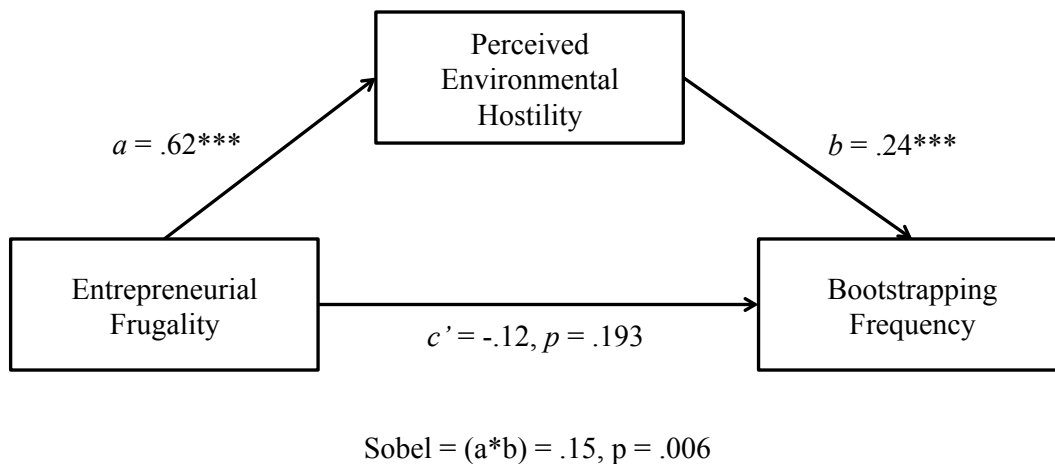 Perceived
Environmental
Hostility
a = .62***
b = .24***
Entrepreneurial
Frugality
Bootstrapping
Frequency
c’ = -.12, p = .193
Sobel = (a*b) = .15, p = .006